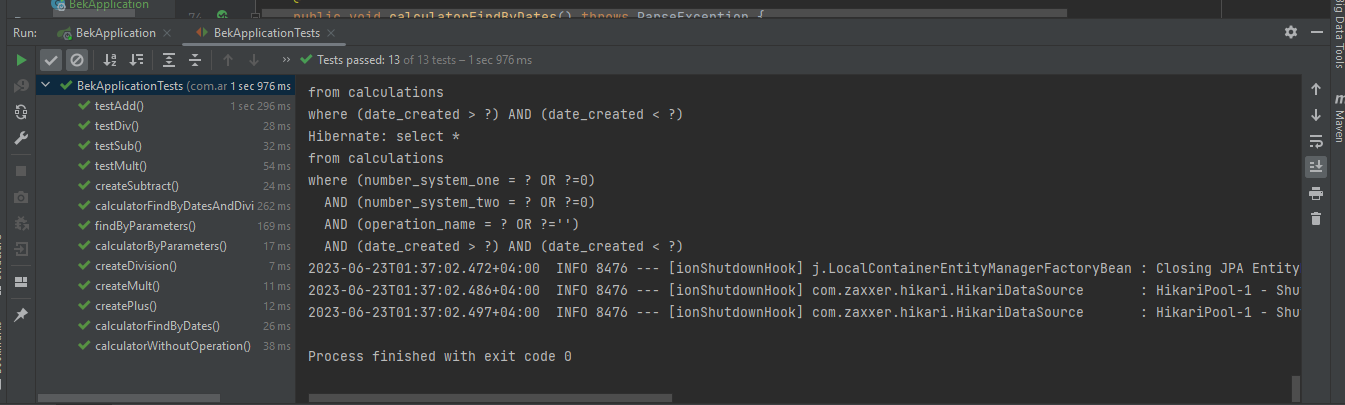 BekApplication
74
public void calculatorFindByDates() throws ParseException {
Run:
BekApplication
BekApplicationTests
Tests passed: 13 of 13 tests – 1 sec 976 ms
BekApplicationTests (com.ar 1 sec 976 ms
testAdd() 1 sec 296 ms
testDiv() 28 ms
testSub() 32 ms
testMult() 54 ms
createSubtract() 24 ms
calculatorFindByDatesAndDivi 262 ms
findByParameters() 169 ms
calculatorByParameters() 17 ms
createDivision() 7 ms
createMult() 11 ms
createPlus() 12 ms
calculatorFindByDates() 26 ms
calculatorWithoutOperation() 38 ms
from calculations
where (date_created > ?) AND (date_created < ?)
Hibernate: select *
from calculations
where (number_system_one = ? OR ?=0)
AND (number_system_two = ? OR ?=0)
AND (operation_name = ? OR ?='')
AND (date_created > ?) AND (date_created < ?)
2023-06-23T01:37:02.472+04:00  INFO 8476 --- [ionShutdownHook] j.LocalContainerEntityManagerFactoryBean : Closing JPA Entity
2023-06-23T01:37:02.486+04:00  INFO 8476 --- [ionShutdownHook] com.zaxxer.hikari.HikariDataSource       : HikariPool-1 - Shu
2023-06-23T01:37:02.497+04:00  INFO 8476 --- [ionShutdownHook] com.zaxxer.hikari.HikariDataSource       : HikariPool-1 - Shu
Process finished with exit code 0
Big Data Tools
Maven